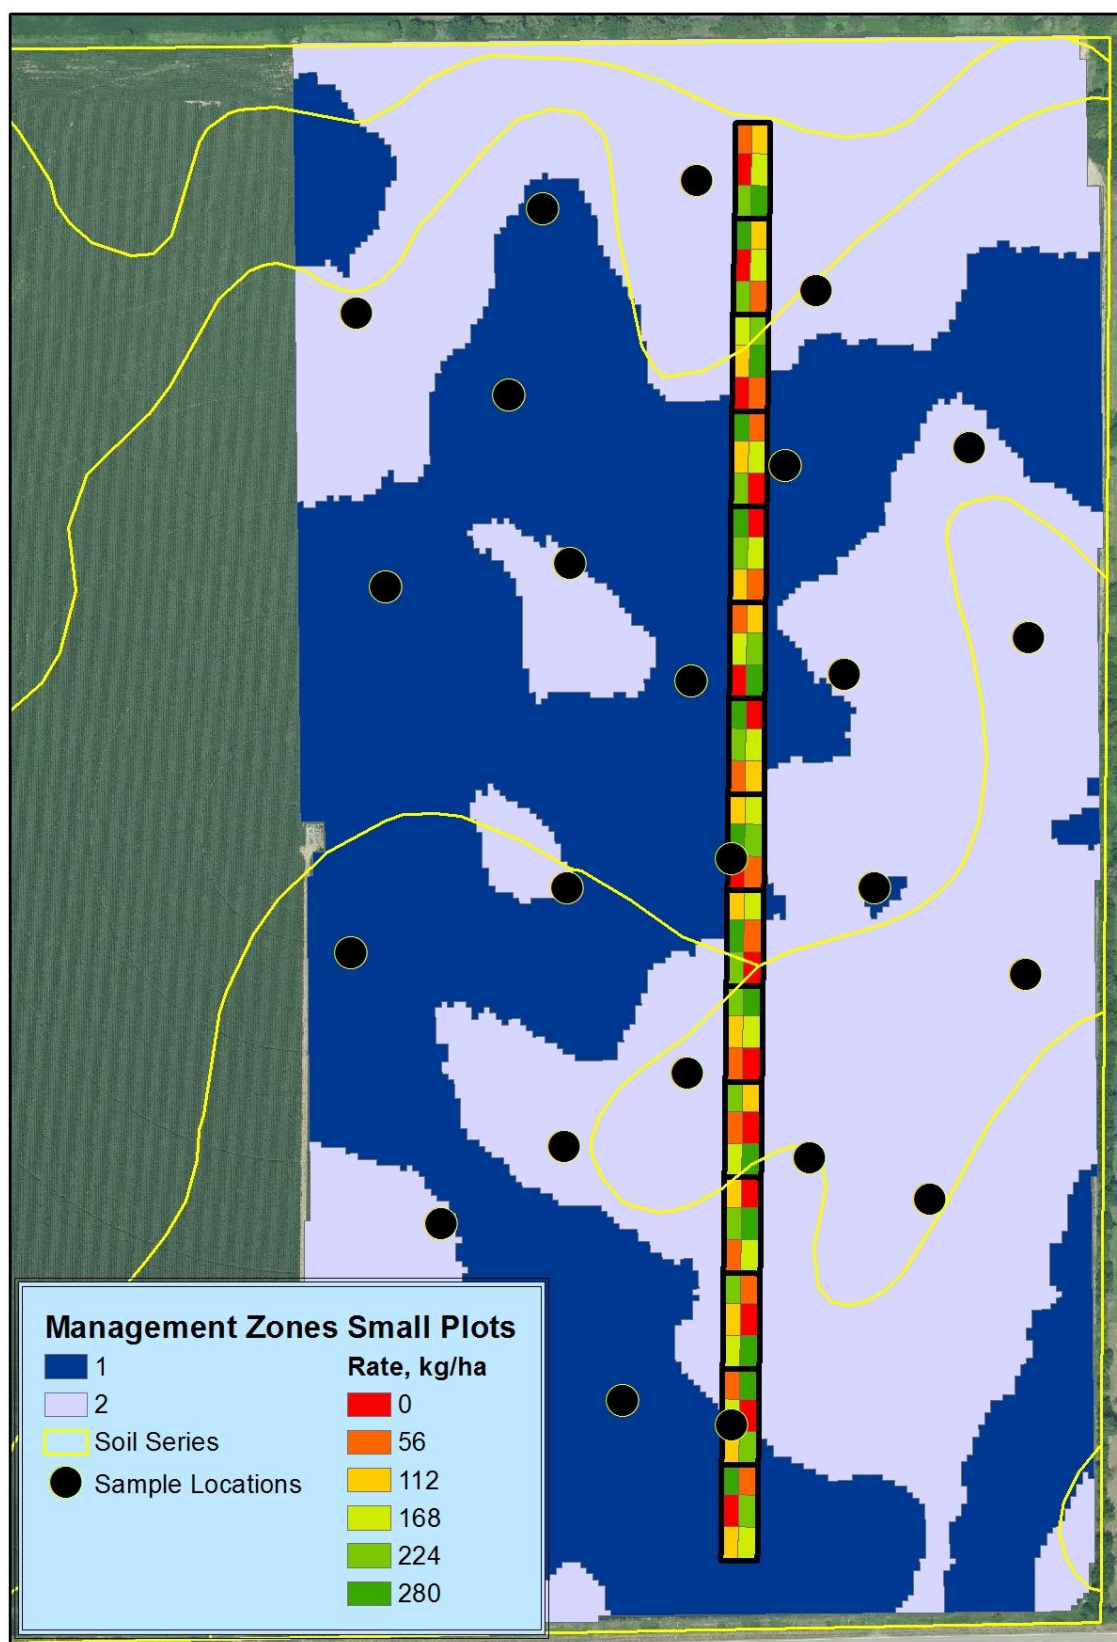 Management Zones
1
2
Soil Series
Sample Locations
Small Plots
Rate, kg/ha
0
56
112
168
224
280